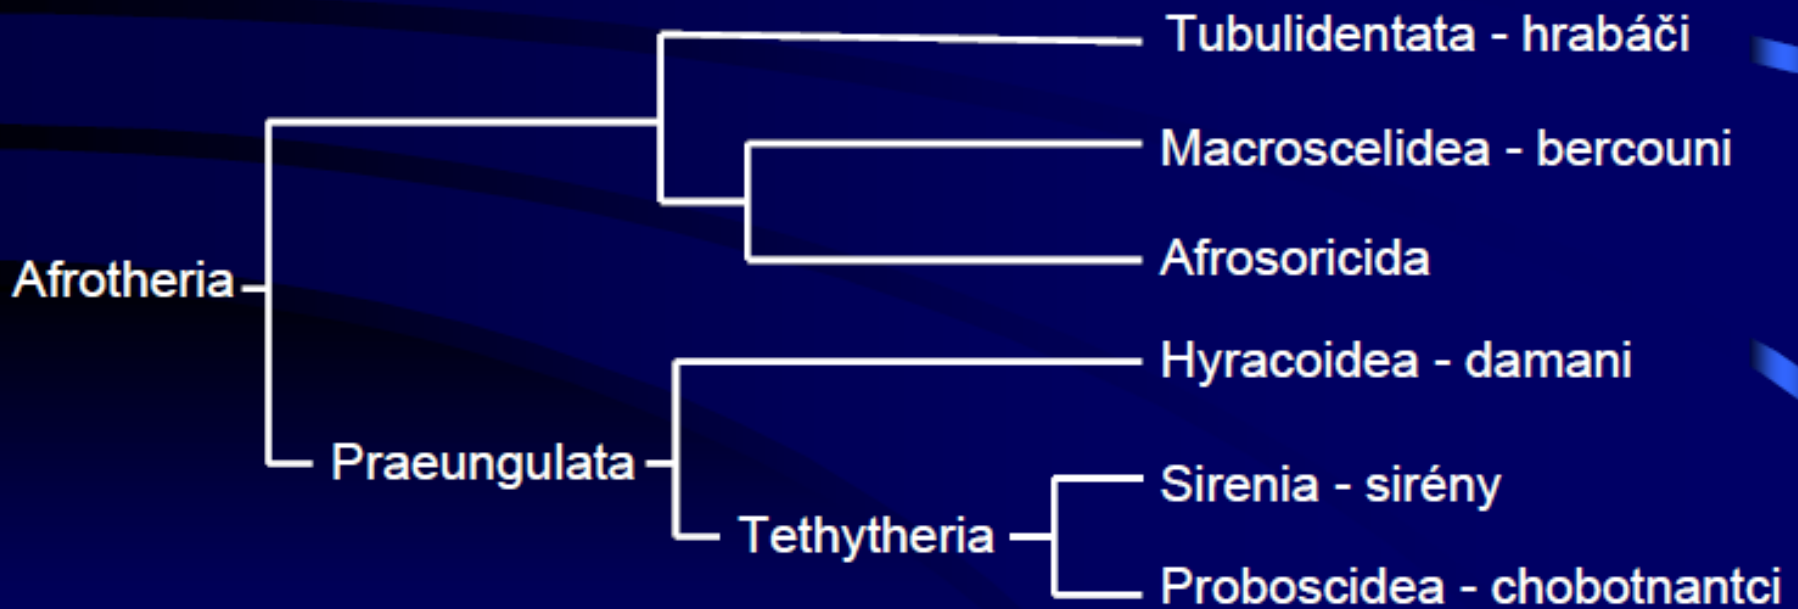 Tubulidentata - hrabáči
Macroscelidea - bercouni
Afrosoricida
Afrotheria
Hyracoidea - damani
Praeungulata
Sirenia - sirény
Tethytheria
Proboscidea - chobotnantci